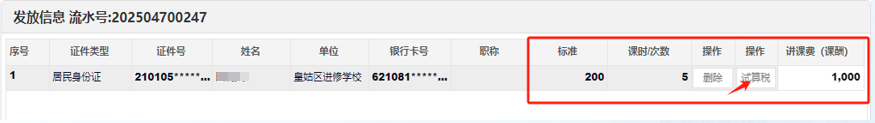 发放信息 流水号:202504700247
序号 证件类型 证件号 姓名 单位 银行卡号 职称 标准 课时/次数 操作 操作 讲课费（课酬）
1 居民身份证 210105*****... 皇姑区进修学校 621081*****... 200 5 删除 试算税 1,000